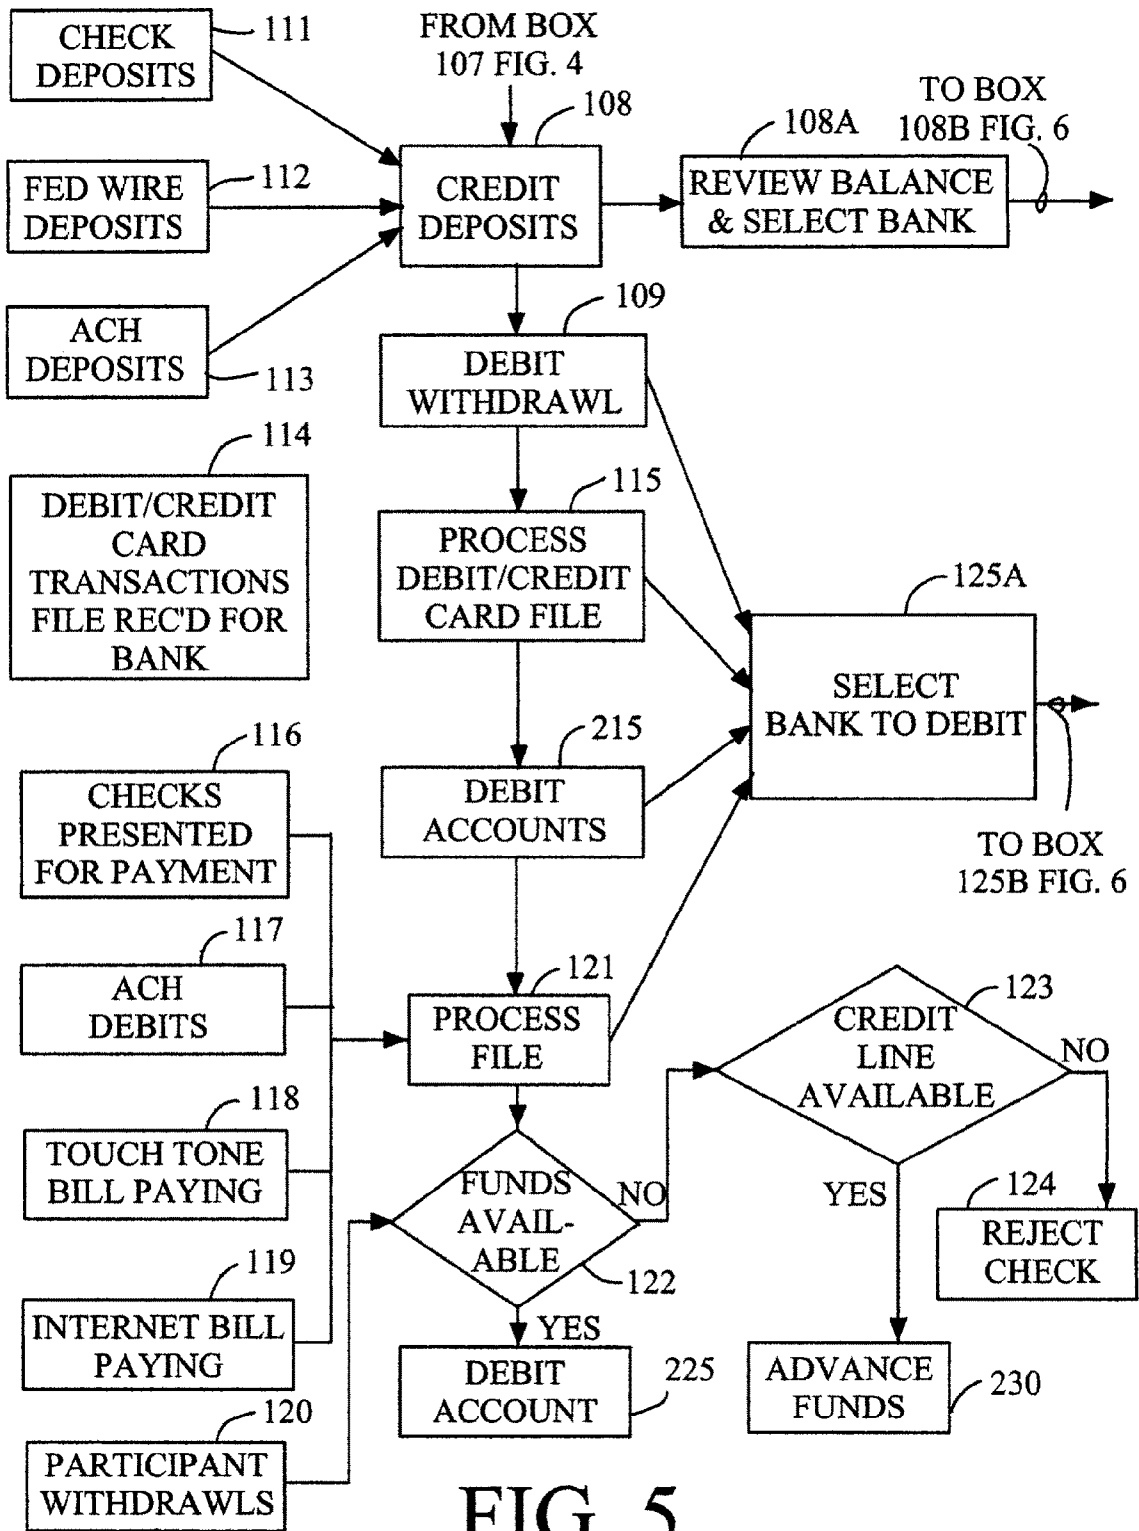 CHECK
DEPOSITS
111
FROM BOX
107 FIG. 4
108
TO BOX
108B FIG. 6
108A
FED WIRE
DEPOSITS
112
CREDIT
DEPOSITS
REVIEW BALANCE
& SELECT BANK
ACH
DEPOSITS
113
109
DEBIT
WITHDRAWL
114
DEBIT/CREDIT
CARD
TRANSACTIONS
FILE REC'D FOR
BANK
115
PROCESS
DEBIT/CREDIT
CARD FILE
125A
SELECT
BANK TO DEBIT
TO BOX
125B FIG. 6
116
CHECKS
PRESENTED
FOR PAYMENT
215
DEBIT
ACCOUNTS
117
ACH
DEBITS
121
PROCESS
FILE
123
CREDIT
LINE
AVAILABLE
NO
YES
118
TOUCH TONE
BILL PAYING
FUNDS
AVAIL-
ABLE
NO
122
YES
124
REJECT
CHECK
119
INTERNET BILL
PAYING
DEBIT
ACCOUNT
225
ADVANCE
FUNDS
230
120
PARTICIPANT
WITHDRAWLS
FIG. 5